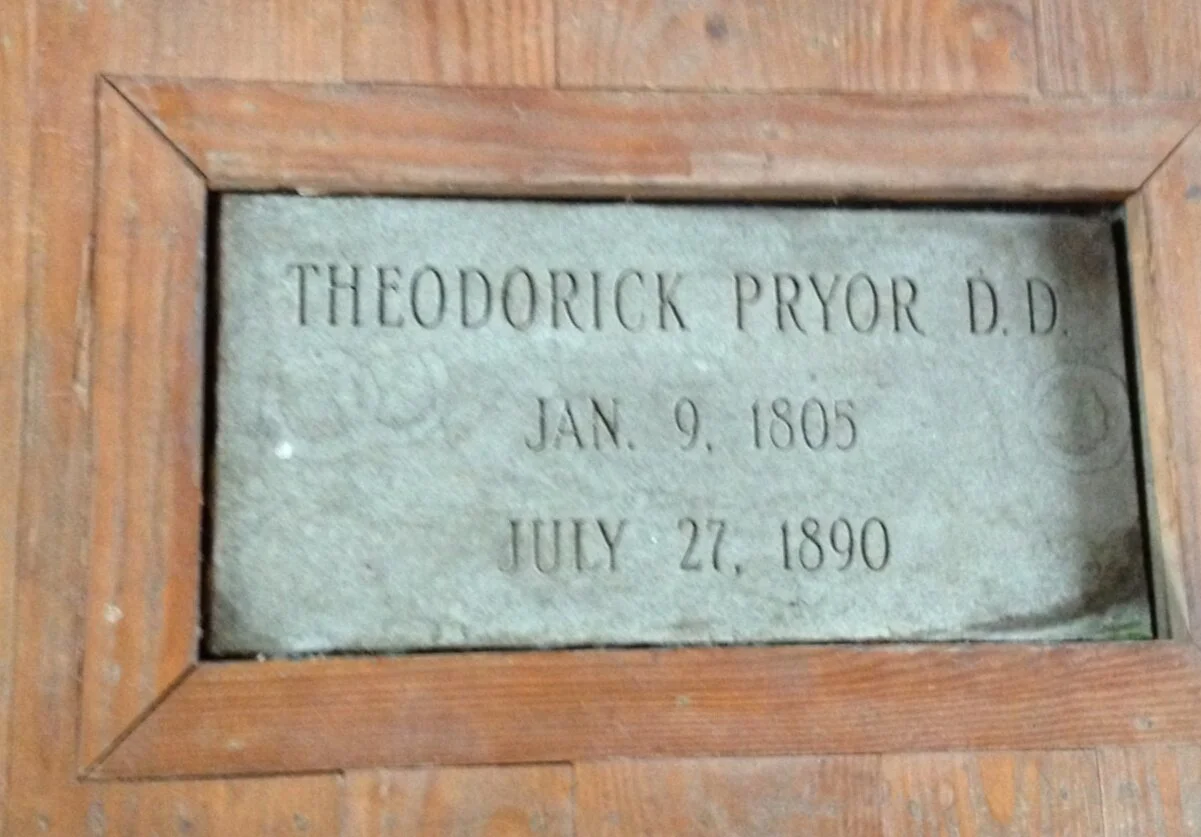 THEODORICK PRYOR D.D.
JAN. 9, 1805
JULY 27, 1890